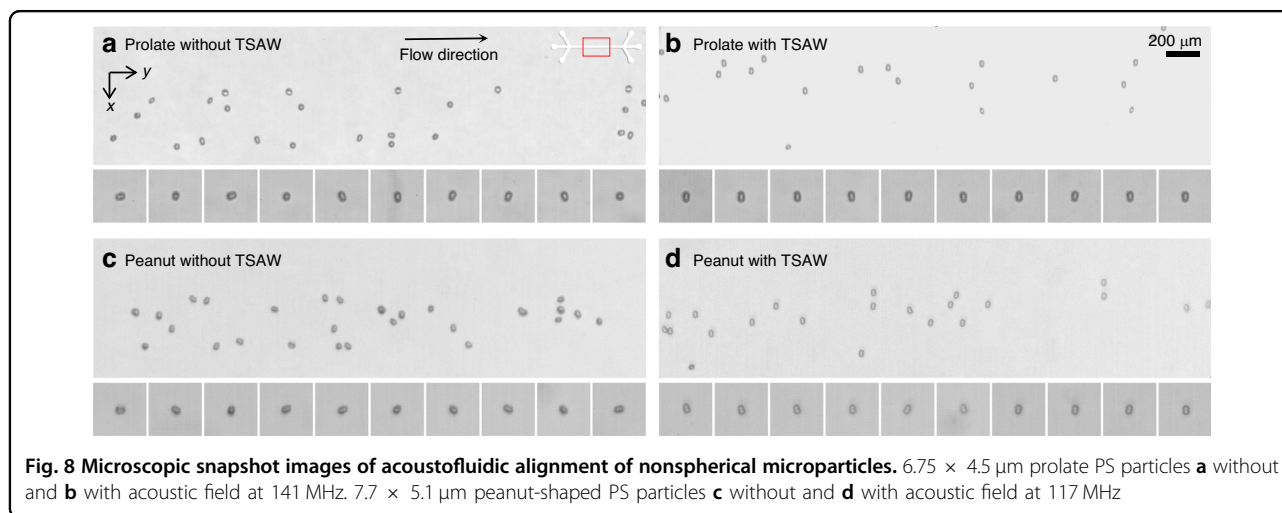 a Prolate without TSAW
Flow direction
y
x
b Prolate with TSAW
200 µm
c Peanut without TSAW
d Peanut with TSAW
Fig. 8 Microscopic snapshot images of acoustofluidic alignment of nonspherical microparticles. 6.75 × 4.5 µm prolate PS particles a without
and b with acoustic field at 141 MHz. 7.7 × 5.1 µm peanut-shaped PS particles c without and d with acoustic field at 117 MHz